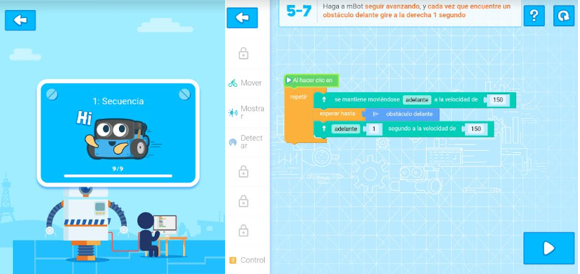 1: Secuencia
Hi
9/9
Mover
Mostra
r
Detect
ar
Control
5-7
Haga a mBot seguir avanzando, y cada vez que encuentre un
obstáculo delante gire a la derecha 1 segundo
?
Al hacer clic en
repetir
se mantiene moviéndose adelante a la velocidad de 150
esperar hasta obstáculo delante
adelante 1 segundo a la velocidad de 150